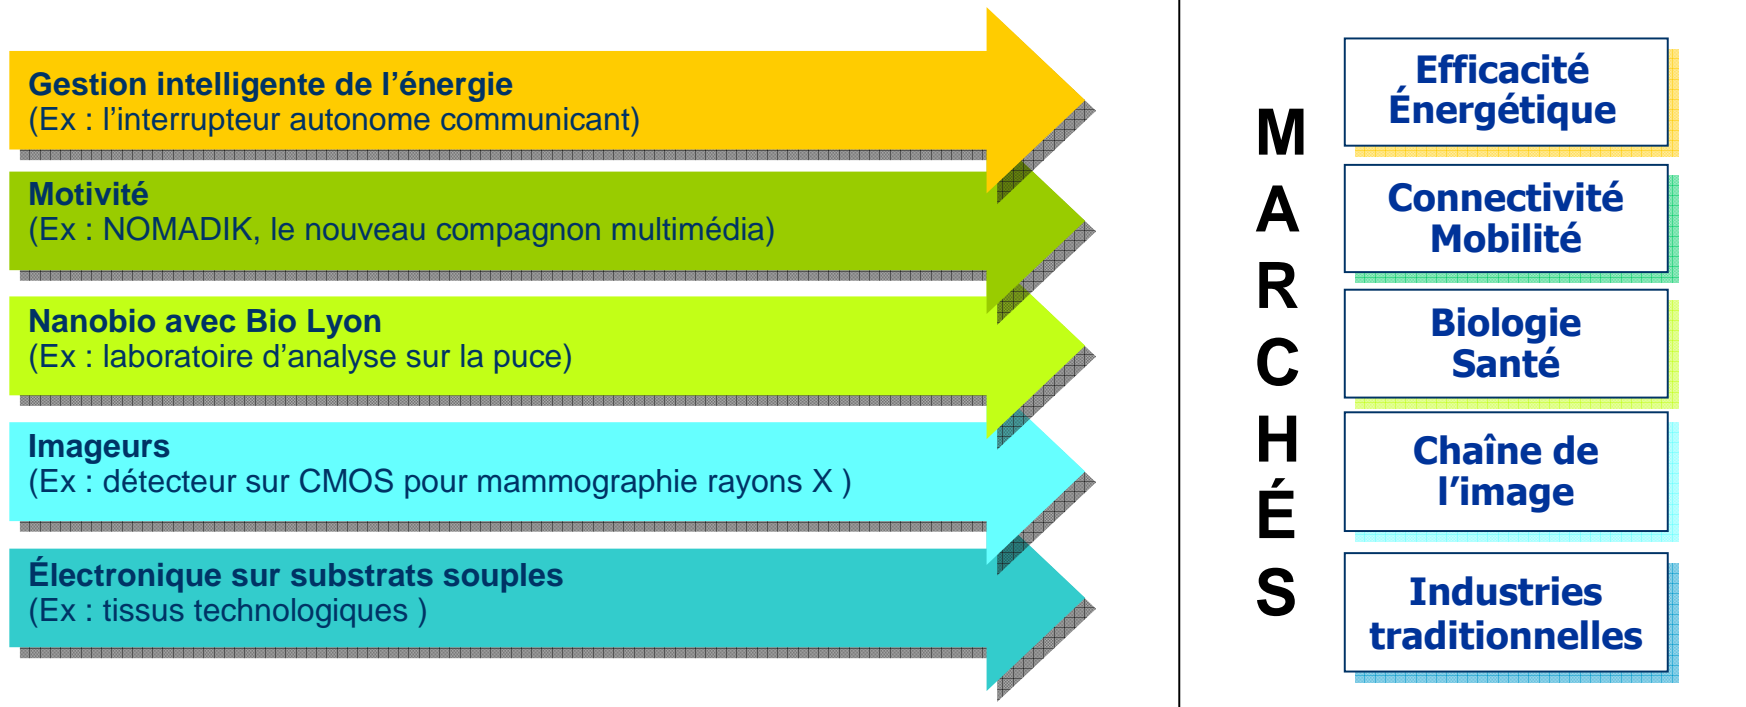 Gestion intelligente de l’énergie
(Ex : l’interrupteur autonome communicant)
Motivité
(Ex : NOMADIK, le nouveau compagnon multimédia)
Nanobio avec Bio Lyon
(Ex : laboratoire d’analyse sur la puce)
Imageurs
(Ex : détecteur sur CMOS pour mammographie rayons X )
Électronique sur substrats souples
(Ex : tissus technologiques )
M
A
R
C
H
É
S
Efficacité
Énergétique
Connectivité
Mobilité
Biologie
Santé
Chaîne de
l’image
Industries
traditionnelles